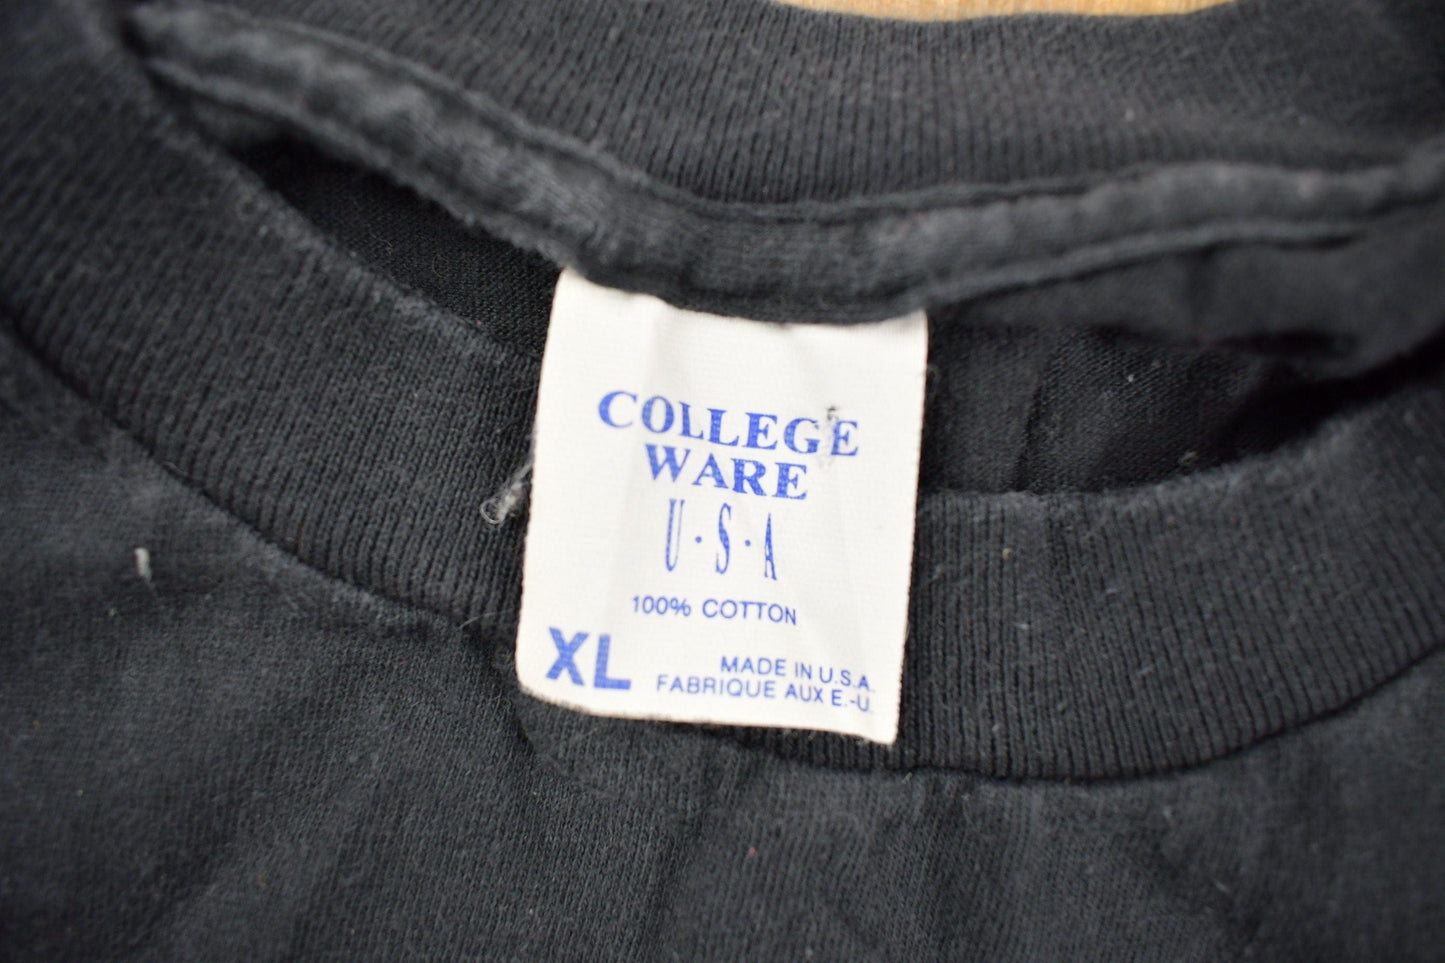 COLLEGE
WARE
U·S·A
100% COTTON
XL
MADE IN U.S.A.
FABRIQUE AUX E.-U.